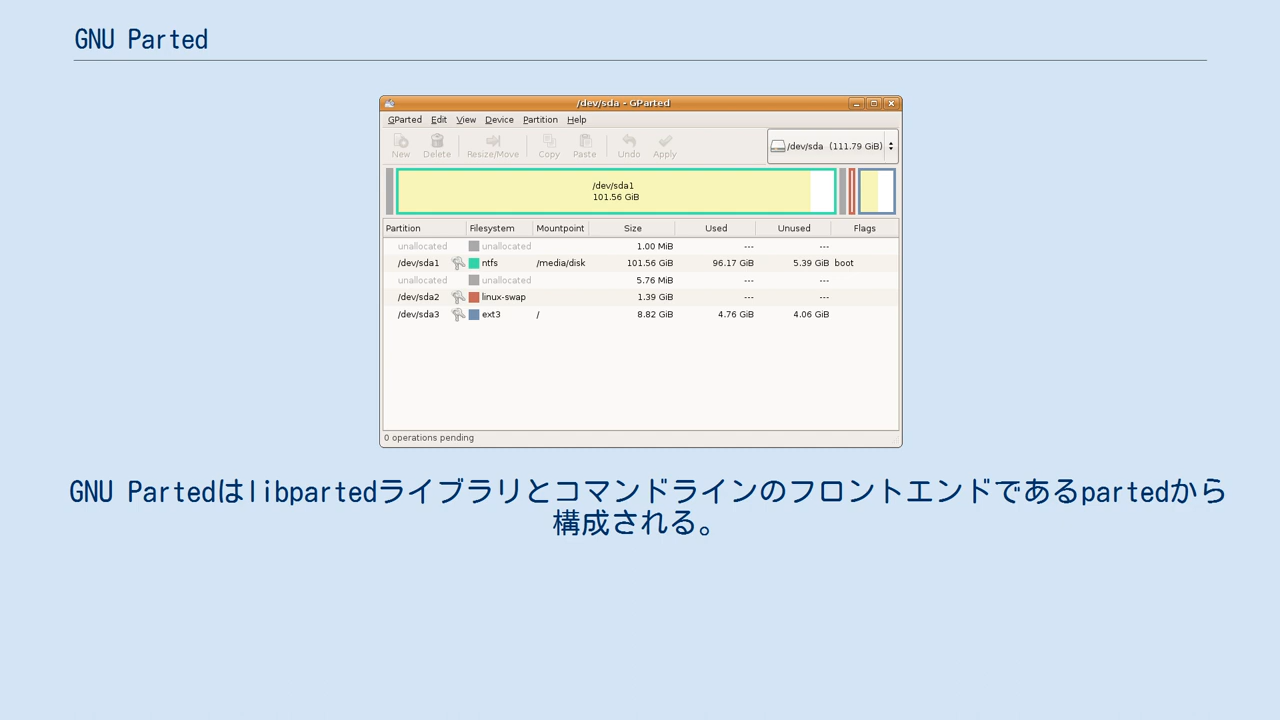 GNU Parted
/dev/sda - GParted
GParted Edit View Device Partition Help
New Delete Resize/Move Copy Paste Undo Apply /dev/sda (111.79 GiB)
/dev/sda1
101.56 GiB
Partition Filesystem Mountpoint Size Used Unused Flags
unallocated unallocated 1.00 MiB --- ---
/dev/sda1 ntfs /media/disk 101.56 GiB 96.17 GiB 5.39 GiB boot
unallocated unallocated 5.76 MiB --- ---
/dev/sda2 linux-swap 1.39 GiB --- ---
/dev/sda3 ext3 / 8.82 GiB 4.76 GiB 4.06 GiB
0 operations pending
GNU Partedはlibpartedライブラリとコマンドラインのフロントエンドであるpartedから
構成される。